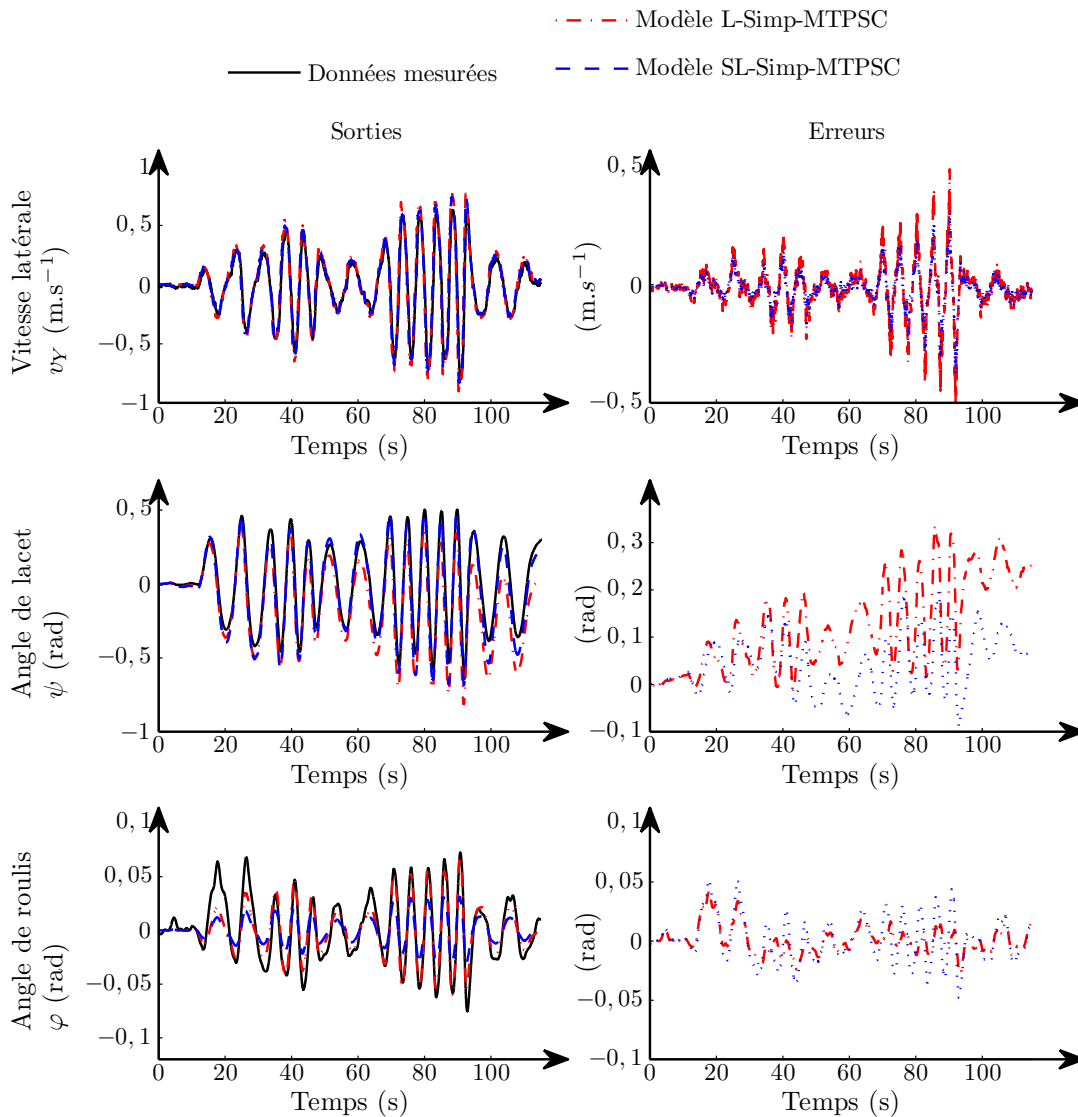 Modèle L-Simp-MTPSC
Données mesurées
Modèle SL-Simp-MTPSC
Sorties
Erreurs
Vitesse latérale
v_Y (m.s⁻¹)
1
0,5
0
−0,5
−1
0 20 40 60 80 100
Temps (s)
(m.s⁻¹)
0,5
0
−0,5
0 20 40 60 80 100
Temps (s)
Angle de lacet
ψ (rad)
0,5
0
−0,5
−1
0 20 40 60 80 100
Temps (s)
(rad)
0,3
0,2
0,1
0
−0,1
0 20 40 60 80 100
Temps (s)
Angle de roulis
φ (rad)
0,1
0,05
0
−0,05
−0,1
0 20 40 60 80 100
Temps (s)
(rad)
0,1
0,05
0
−0,05
−0,1
0 20 40 60 80 100
Temps (s)